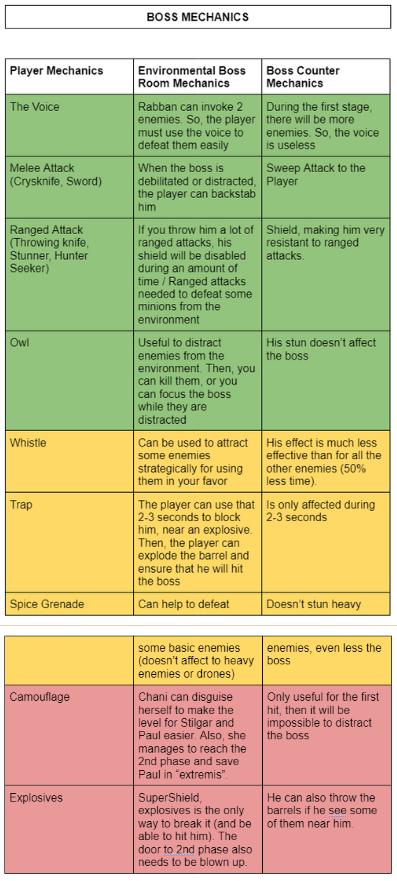 BOSS MECHANICS
Player Mechanics
Environmental Boss
Room Mechanics
Boss Counter
Mechanics
The Voice
Rabban can invoke 2
enemies. So, the player
must use the voice to
defeat them easily
During the first stage,
there will be more
enemies. So, the voice
is useless
Melee Attack
(Crysknife, Sword)
When the boss is
debilitated or distracted,
the player can backstab
him
Sweep Attack to the
Player
Ranged Attack
(Throwing knife,
Stunner, Hunter
Seeker)
If you throw him a lot of
ranged attacks, his
shield will be disabled
during an amount of
time / Ranged attacks
needed to defeat some
minions from the
environment
Shield, making him very
resistant to ranged
attacks.
Owl
Useful to distract
enemies from the
environment. Then, you
can kill them, or you
can focus the boss
while they are
distracted
His stun doesn't affect
the boss
Whistle
Can be used to attract
some enemies
strategically for using
them in your favor
His effect is much less
effective than for all the
other enemies (50%
less time).
Trap
The player can use that
2-3 seconds to block
him, near an explosive.
Then, the player can
explode the barrel and
ensure that he will hit
the boss
Is only affected during
2-3 seconds
Spice Grenade
Can help to defeat
Doesn't stun heavy
some basic enemies
(doesn't affect to heavy
enemies or drones)
enemies, even less the
boss
Camouflage
Chani can disguise
herself to make the
level for Stilgar and
Paul easier. Also, she
manages to reach the
2nd phase and save
Paul in "extremis".
Only useful for the first
hit, then it will be
impossible to distract
the boss
Explosives
SuperShield,
explosives is the only
way to break it (and be
able to hit him). The
door to 2nd phase also
needs to be blown up.
He can also throw the
barrels if he see some
of them near him.